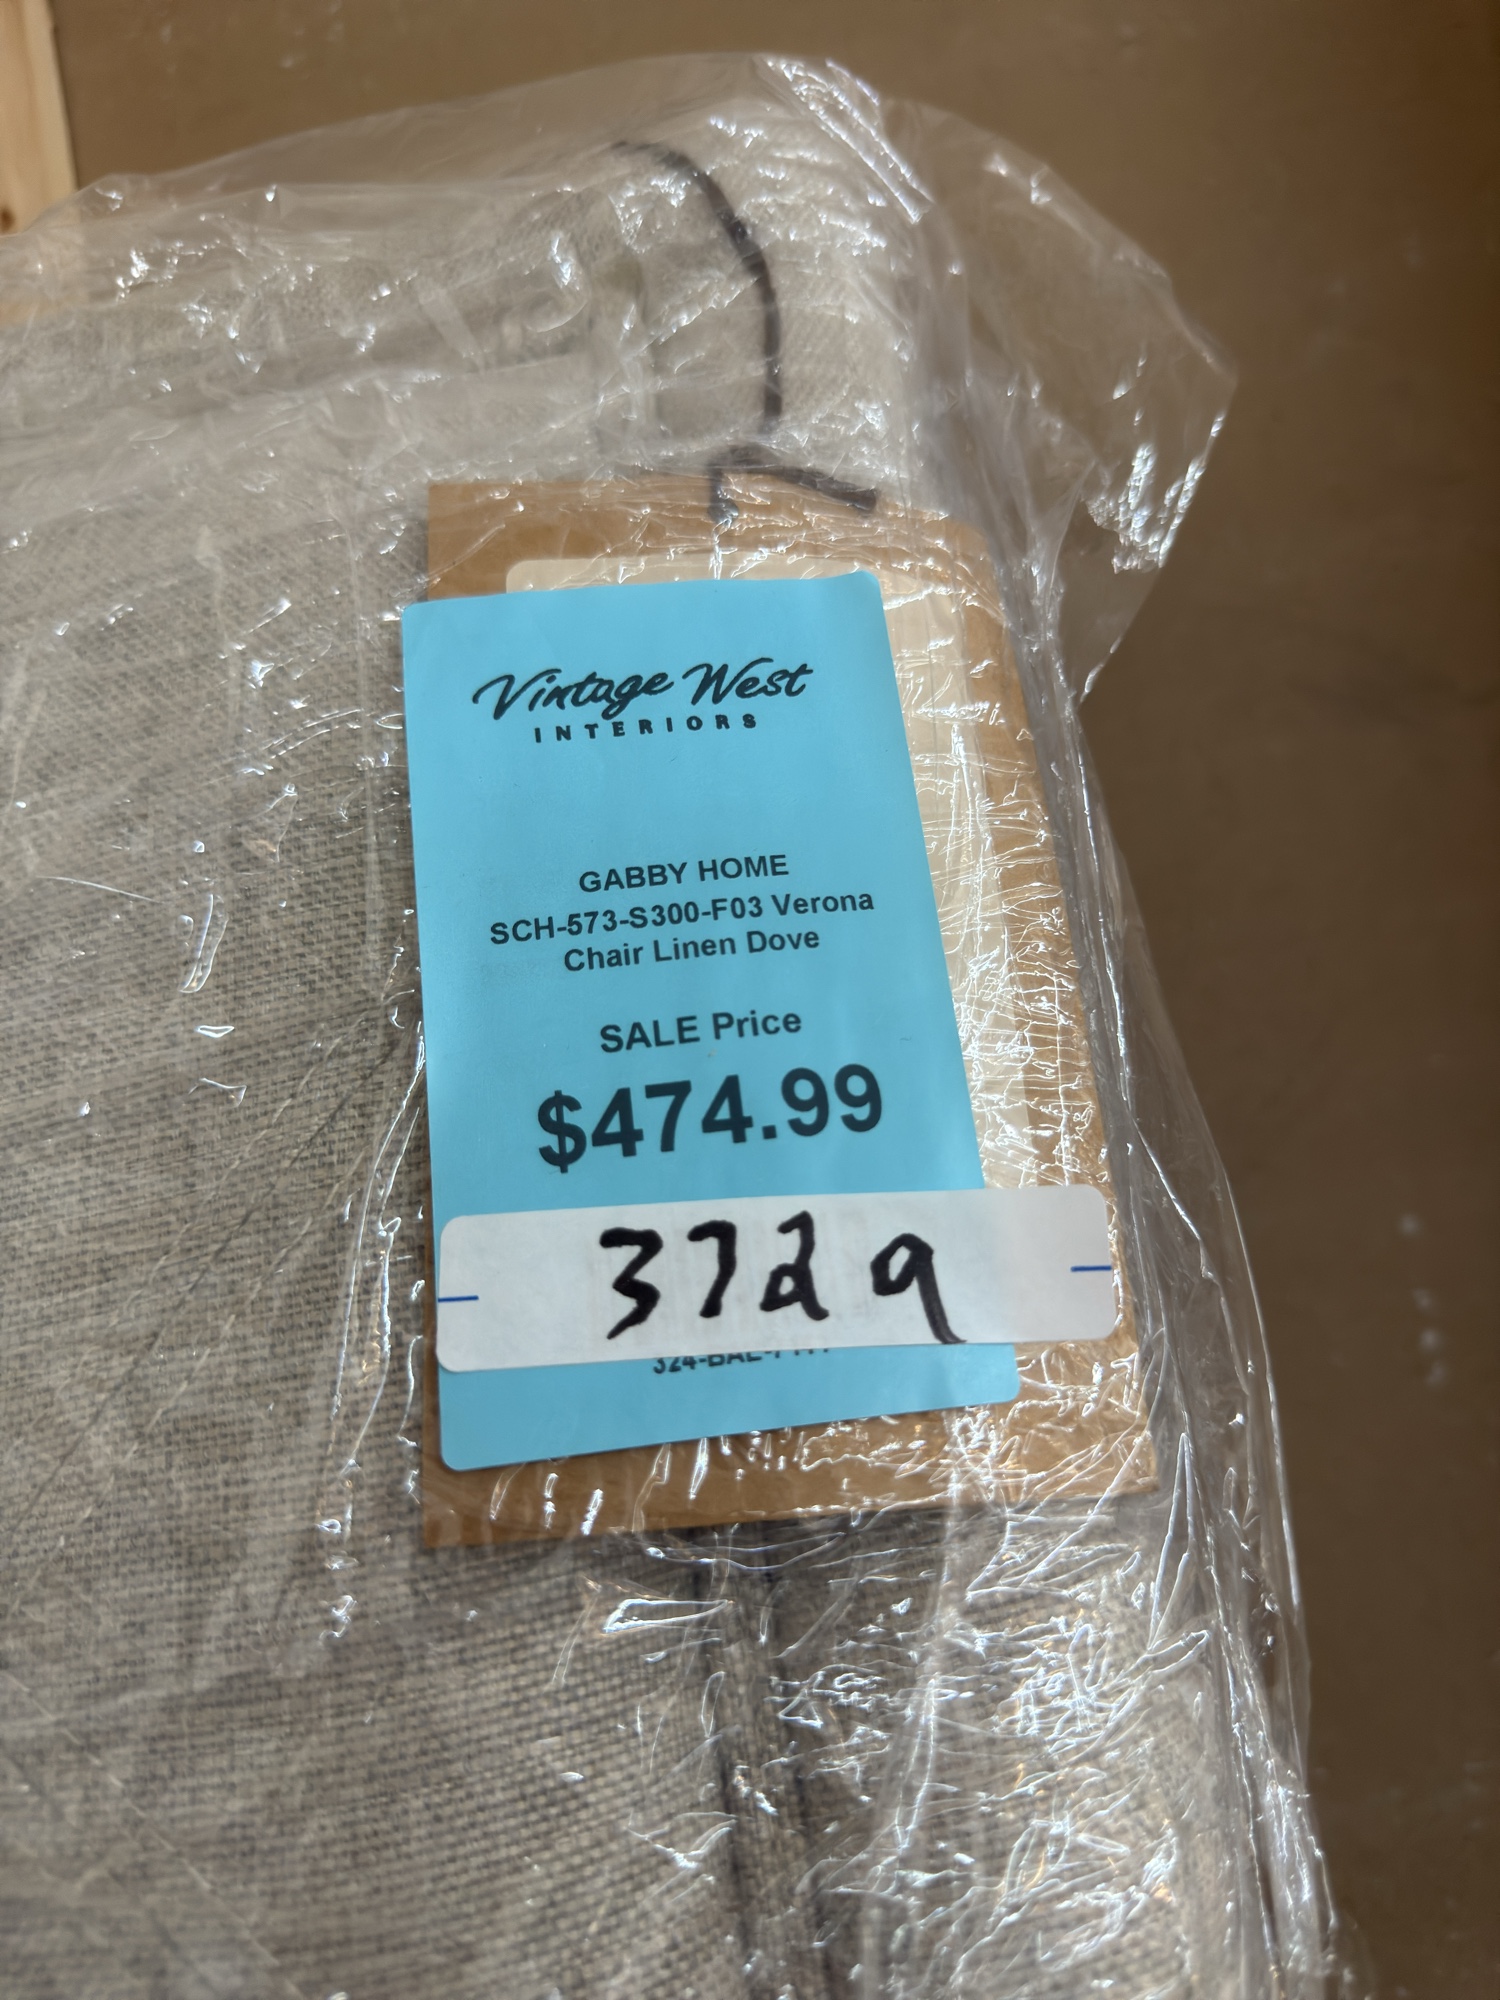 Vintage West
INTERIORS
GABBY HOME
SCH-573-S300-F03 Verona
Chair Linen Dove
SALE Price
$474.99
3729